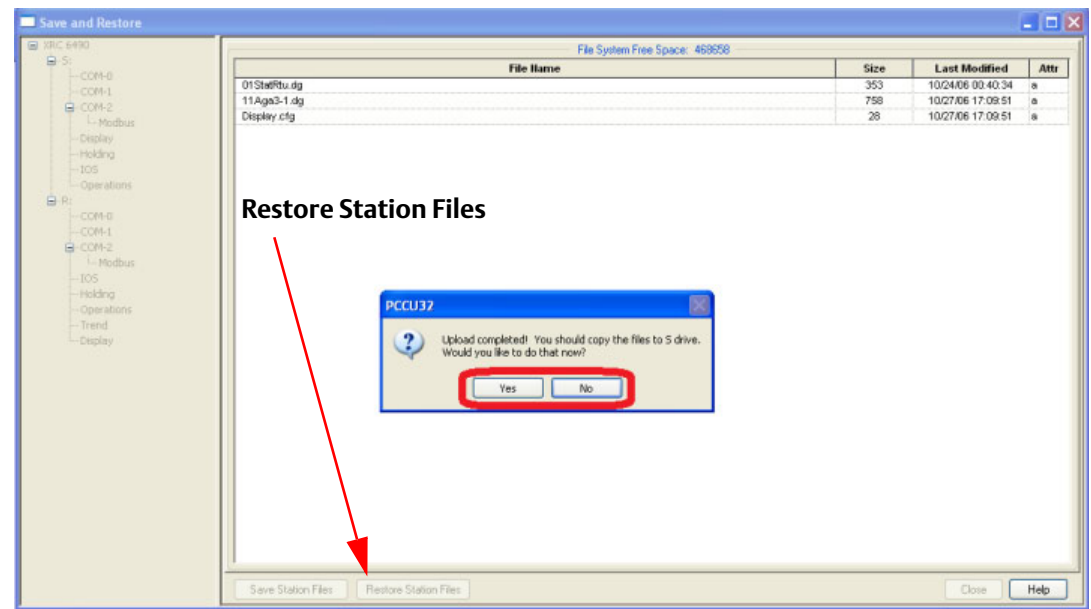 Save and Restore
XRC 6490
S:
COM-0
COM-1
COM-2
Modbus
Display
Holding
IOS
Operations
R:
COM-0
COM-1
COM-2
Modbus
IOS
Holding
Operations
Trend
Display
File System Free Space: 468658
File Name Size Last Modified Attr
01StatRtu.dg 353 10/24/06 00:40:34 a
11Aga3-1.dg 758 10/27/06 17:09:51 a
Display.cfg 28 10/27/06 17:09:51 a
Restore Station Files
PCCU32
Upload completed! You should copy the files to S drive.
Would you like to do that now?
Yes No
Save Station Files Restore Station Files Close Help